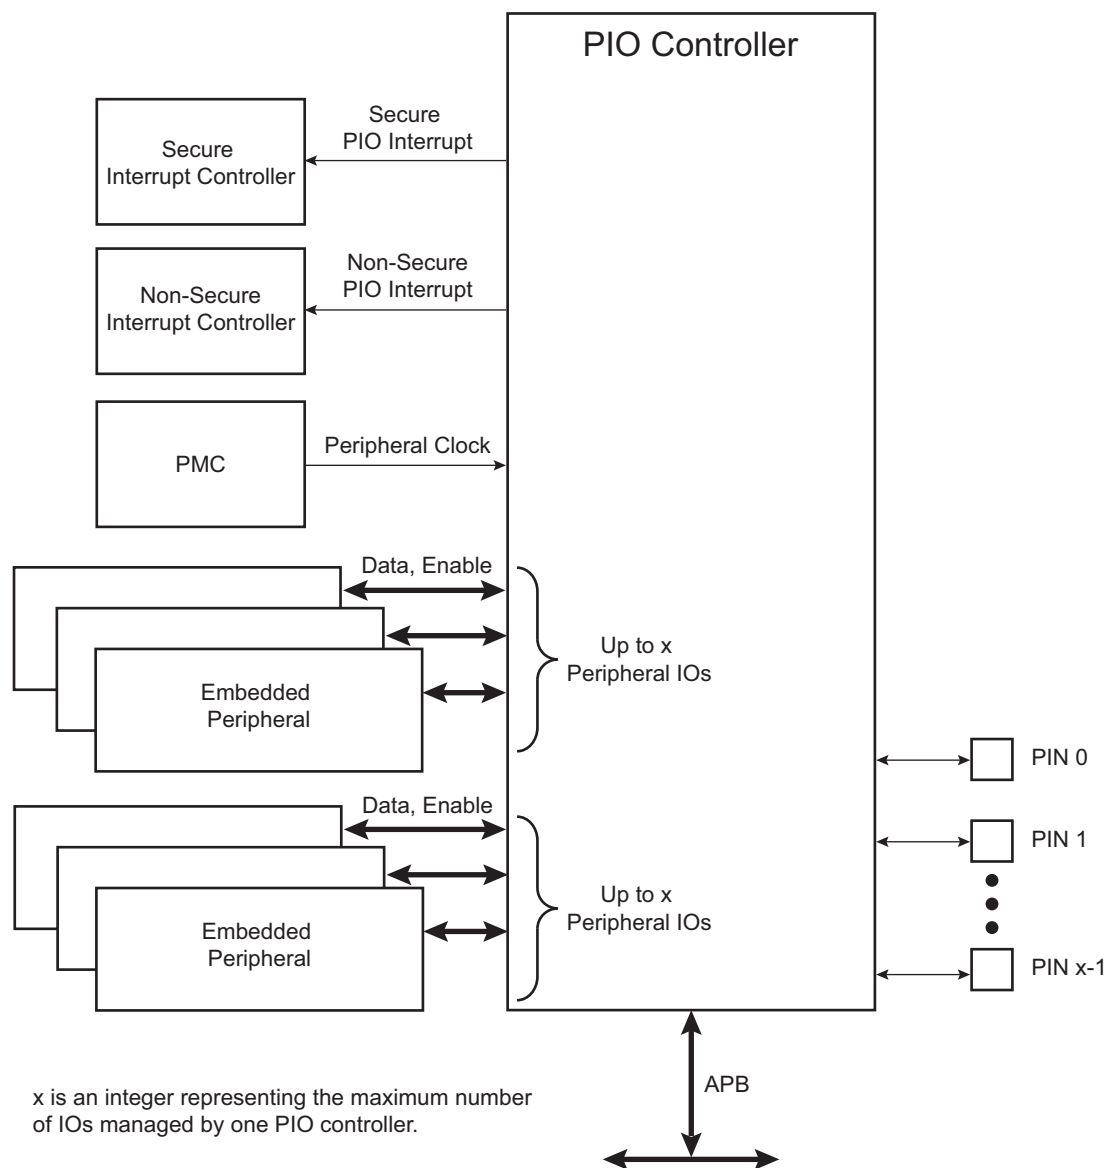 PIO Controller
Secure
PIO Interrupt
Secure
Interrupt Controller
Non-Secure
PIO Interrupt
Non-Secure
Interrupt Controller
Peripheral Clock
PMC
Data, Enable
Up to x
Peripheral IOs
Embedded
Peripheral
PIN 0
Data, Enable
PIN 1
Up to x
Peripheral IOs
Embedded
Peripheral
PIN x-1
APB
x is an integer representing the maximum number
of IOs managed by one PIO controller.